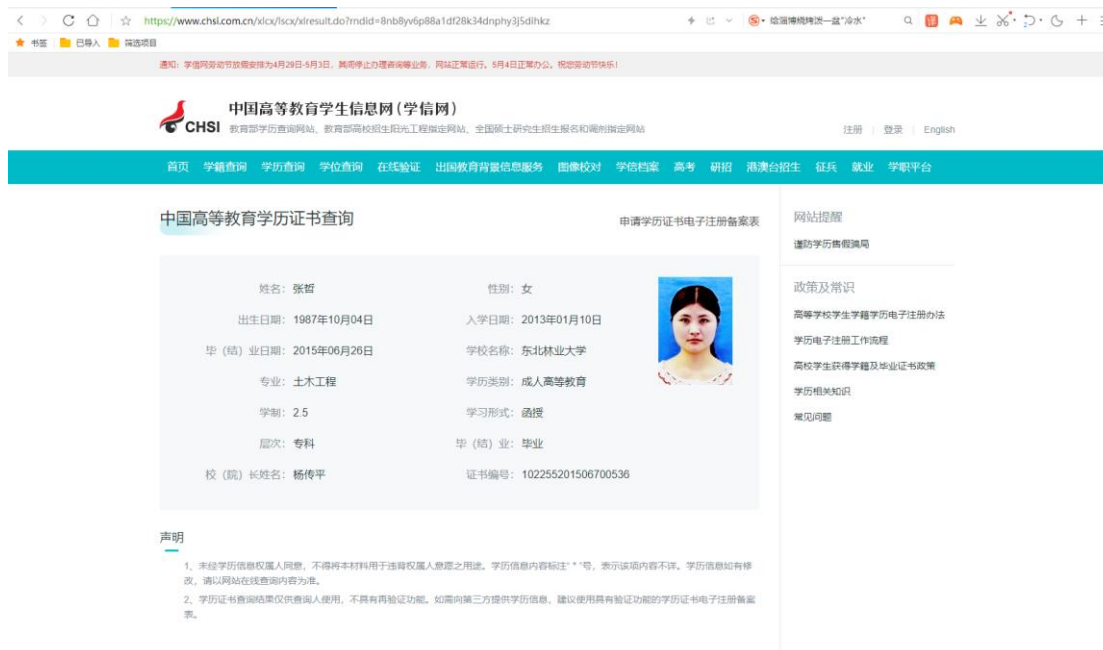 https://www.chsi.com.cn/xlcx/lscx/xlresult.do?rndid=8nb8yv6p88a1df28k34dnphy3j5dihkz
给淄博烧烤泼一盆"冷水"
书签 已导入 筛选项目
通知：学信网劳动节放假安排为4月29日-5月3日，其间停止办理咨询等业务，网站正常运行。5月4日正常办公。祝您劳动节快乐！
CHSI 中国高等教育学生信息网（学信网）
教育部学历查询网站、教育部高校招生阳光工程指定网站、全国硕士研究生招生报名和调剂指定网站
注册 | 登录 | English
首页 学籍查询 学历查询 学位查询 在线验证 出国教育背景信息服务 图像校对 学信档案 高考 研招 港澳台招生 征兵 就业 学职平台
中国高等教育学历证书查询
申请学历证书电子注册备案表
姓名：张哲 性别：女
出生日期：1987年10月04日 入学日期：2013年01月10日
毕（结）业日期：2015年06月26日 学校名称：东北林业大学
专业：土木工程 学历类别：成人高等教育
学制：2.5 学习形式：函授
层次：专科 毕（结）业：毕业
校（院）长姓名：杨传平 证书编号：102255201506700536
声明
1、未经学历信息权属人同意，不得将本材料用于违背权属人意愿之用途。学历信息内容标注"*"号，表示该项内容不详。学历信息如有修
改，请以网站在线查询内容为准。
2、学历证书查询结果仅供查询人使用，不具有再验证功能。如需向第三方提供学历信息，建议使用具有验证功能的学历证书电子注册备案
表。
网站提醒
谨防学历售假骗局
政策及常识
高等学校学生学籍学历电子注册办法
学历电子注册工作流程
高校学生获得学籍及毕业证书政策
学历相关知识
常见问题